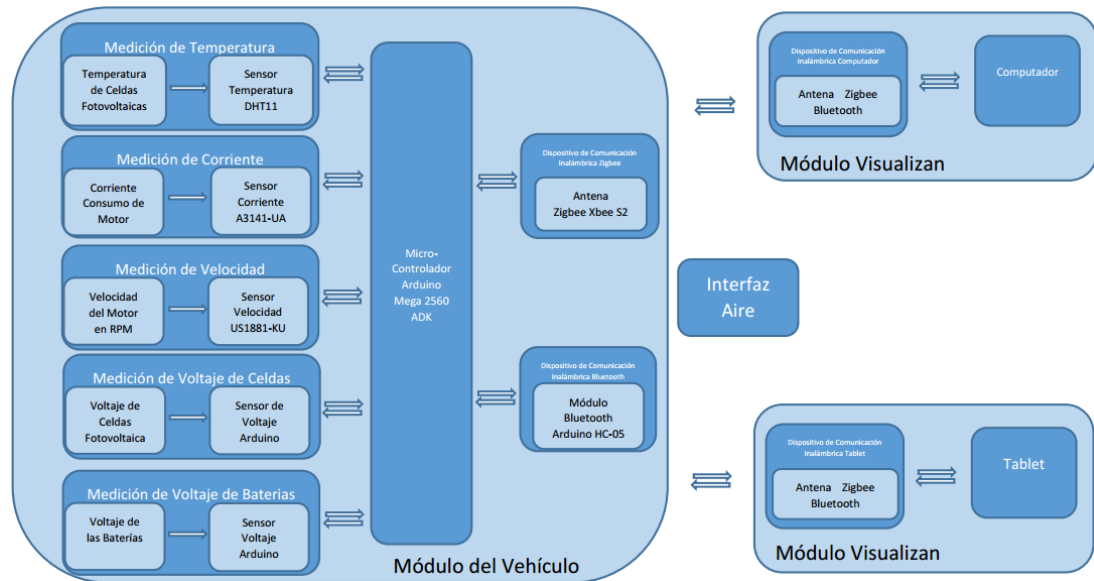 Medición de Temperatura
Temperatura
de Celdas
Fotovoltaicas
Sensor
Temperatura
DHT11
Medición de Corriente
Corriente
Consumo de
Motor
Sensor
Corriente
A3141-UA
Medición de Velocidad
Velocidad
del Motor
en RPM
Sensor
Velocidad
US1881-KU
Medición de Voltaje de Celdas
Voltaje de
Celdas
Fotovoltaica
Sensor de
Voltaje
Arduino
Medición de Voltaje de Baterias
Voltaje de
las Baterías
Sensor
Voltaje
Arduino
Micro-
Controlador
Arduino
Mega 2560
ADK
Dispositivo de Comunicación
Inalámbrica Zigbee
Antena
Zigbee Xbee S2
Dispositivo de Comunicación
Inalámbrica Bluetooth
Módulo
Bluetooth
Arduino HC-05
Módulo del Vehículo
Interfaz
Aire
Dispositivo de Comunicación
Inalámbrica Computador
Antena Zigbee
Bluetooth
Computador
Módulo Visualizan
Dispositivo de Comunicación
Inalámbrica Tablet
Antena Zigbee
Bluetooth
Tablet
Módulo Visualizan